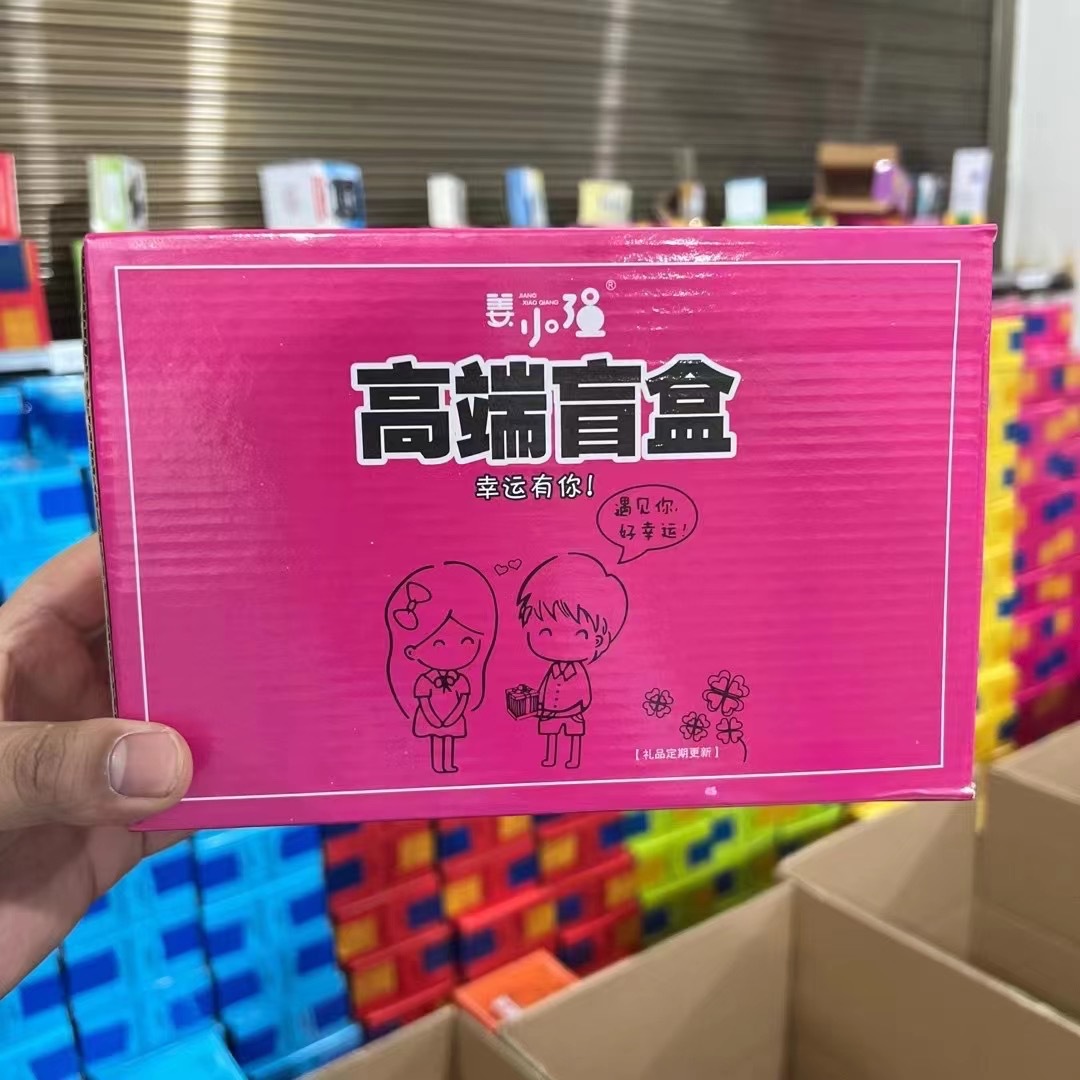 姜小强®
JIANG
XIAO QIANG
高端盲盒
幸运有你!
遇见你,
好幸运!
【礼品定期更新】